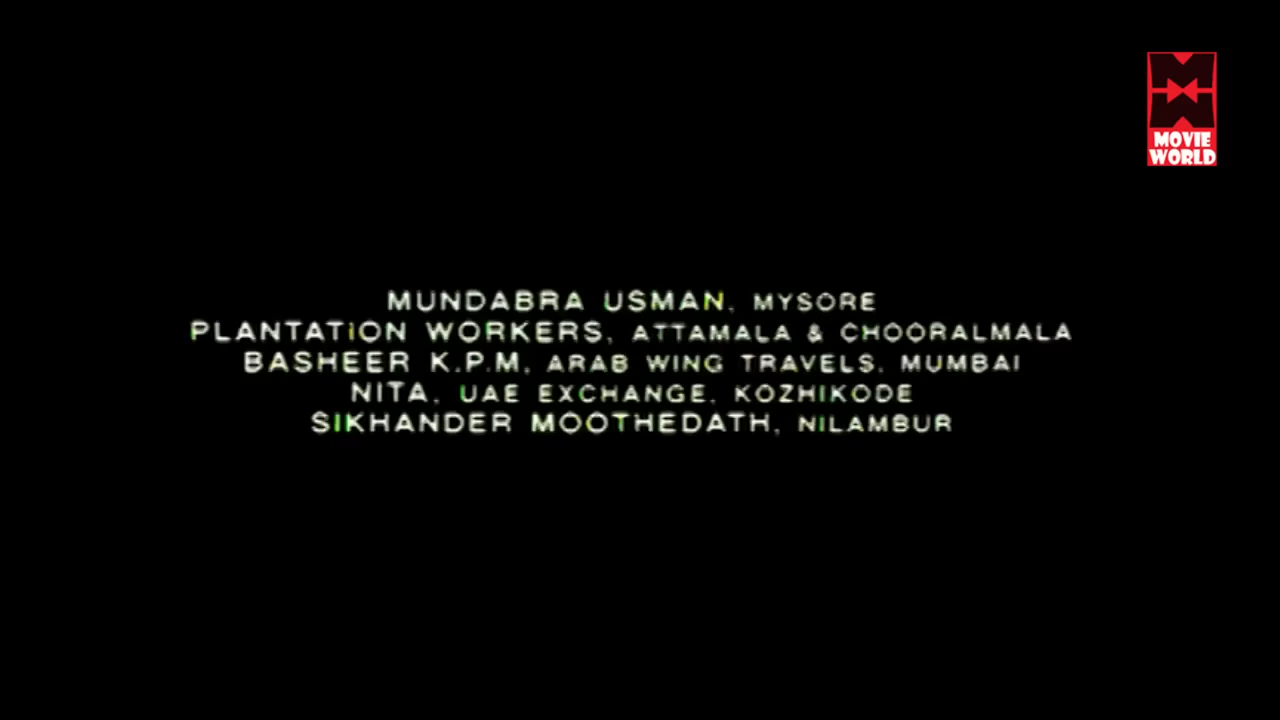 MOVIE
WORLD
MUNDABRA USMAN, MYSORE
PLANTATiON WORKERS, ATTAMALA & CHOORALMALA
BASHEER K.P.M, ARAB WING TRAVELS, MUMBAI
NITA, UAE EXCHANGE, KOZHIKODE
SIKHANDER MOOTHEDATH, NILAMBUR